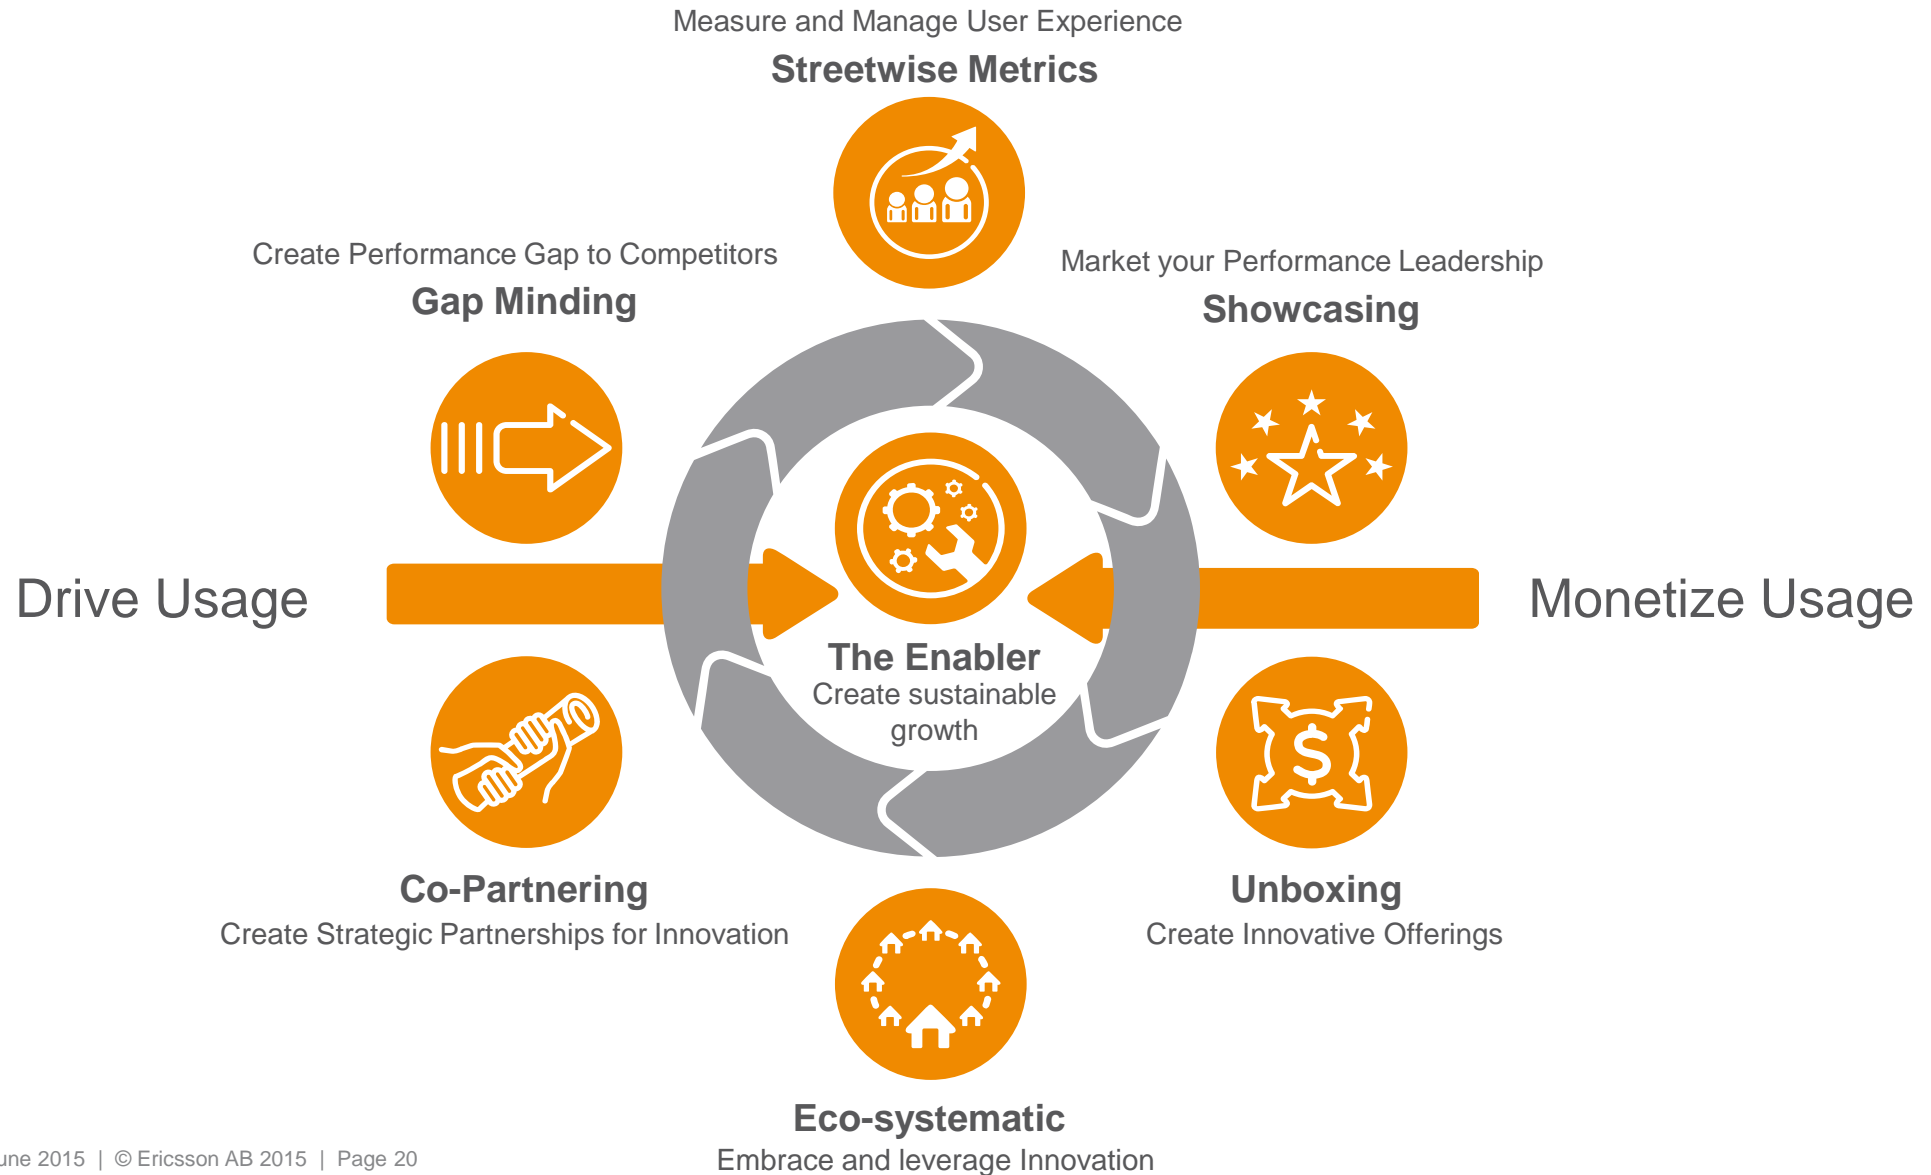 Measure and Manage User Experience
Streetwise Metrics
Create Performance Gap to Competitors
Gap Minding
Market your Performance Leadership
Showcasing
Drive Usage
Monetize Usage
The Enabler
Create sustainable
growth
$
Co-Partnering
Create Strategic Partnerships for Innovation
Unboxing
Create Innovative Offerings
Eco-systematic
Embrace and leverage Innovation
2015 | © Ericsson AB 2015 | Page 20